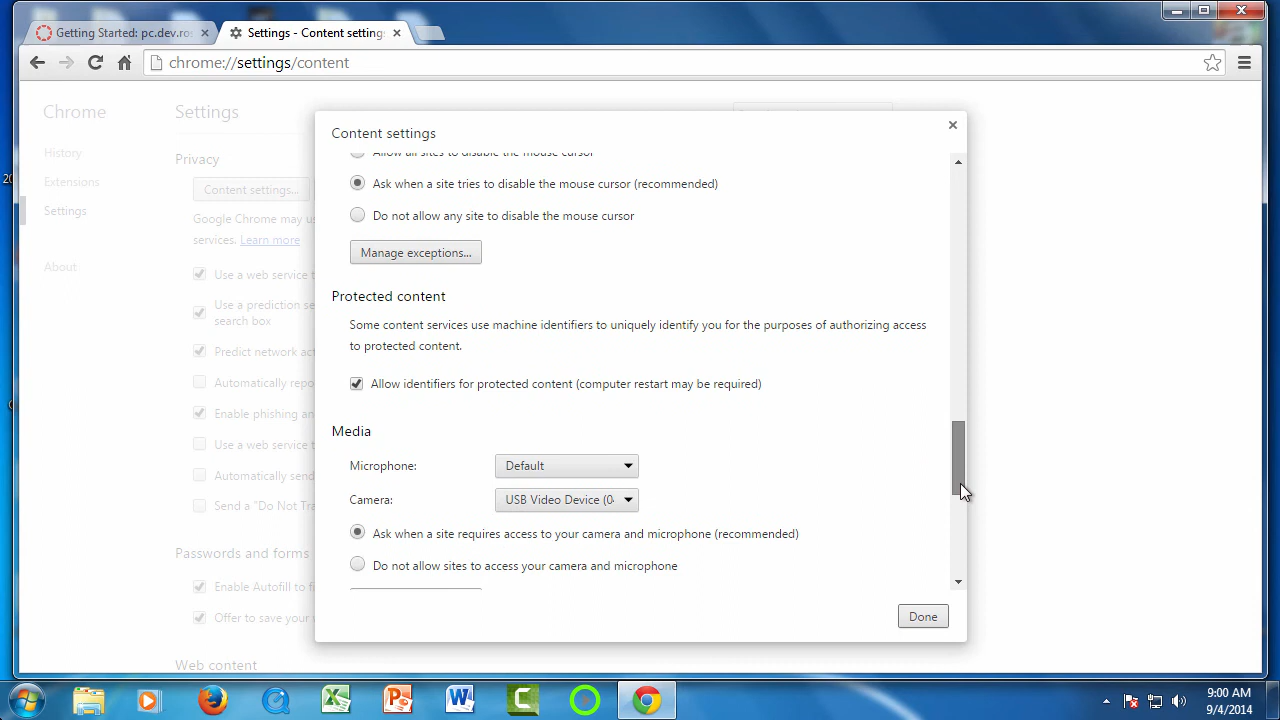 Getting Started: pc.dev.ros
Settings - Content setting
chrome://settings/content
Chrome
Settings
History
Extensions
Settings
About
Privacy
Content settings...
Google Chrome may us
services. Learn more
Use a web service t
Use a prediction se
search box
Predict network act
Automatically repo
Enable phishing an
Use a web service t
Automatically send
Send a "Do Not Tra
Passwords and forms
Enable Autofill to fi
Offer to save your
Web content
Content settings
Allow all sites to disable the mouse cursor
Ask when a site tries to disable the mouse cursor (recommended)
Do not allow any site to disable the mouse cursor
Manage exceptions...
Protected content
Some content services use machine identifiers to uniquely identify you for the purposes of authorizing access
to protected content.
Allow identifiers for protected content (computer restart may be required)
Media
Microphone:
Default
Camera:
USB Video Device (0
Ask when a site requires access to your camera and microphone (recommended)
Do not allow sites to access your camera and microphone
Done
9:00 AM
9/4/2014